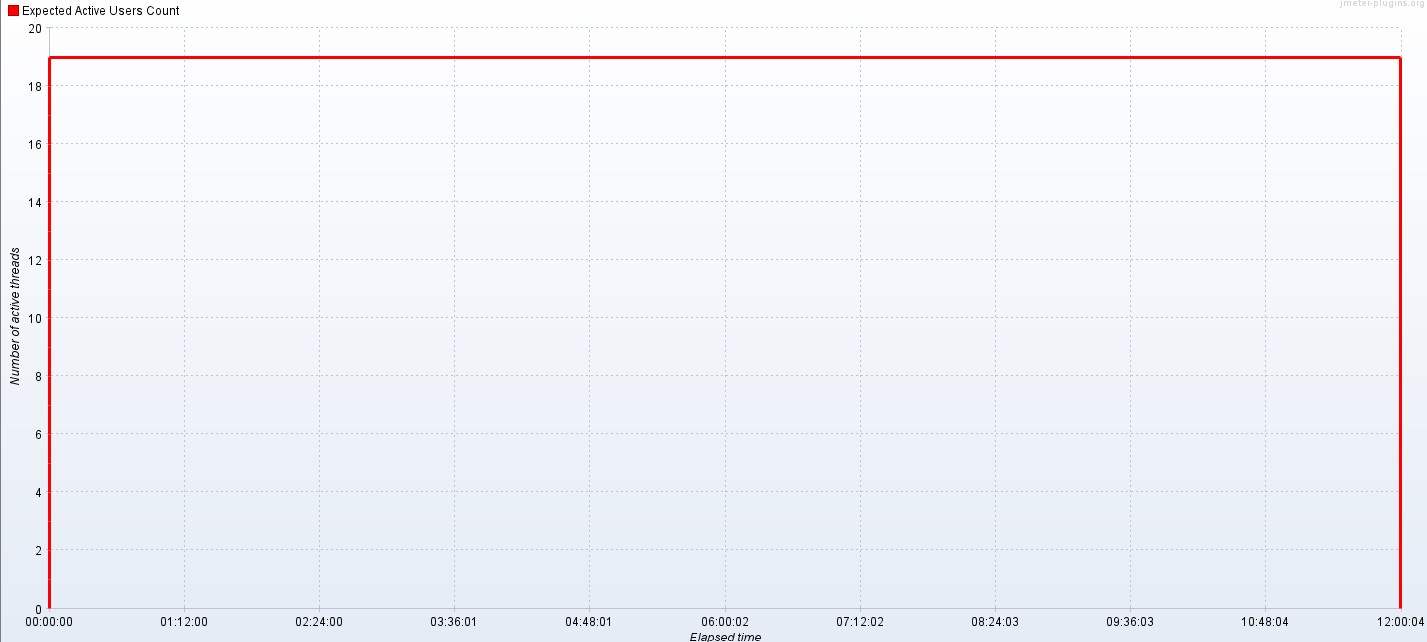 jmeter-plugins.org
Expected Active Users Count
20
18
16
14
12
10
8
6
4
2
0
Number of active threads
00:00:00 01:12:00 02:24:00 03:36:01 04:48:01 06:00:02 07:12:02 08:24:03 09:36:03 10:48:04 12:00:04
Elapsed time